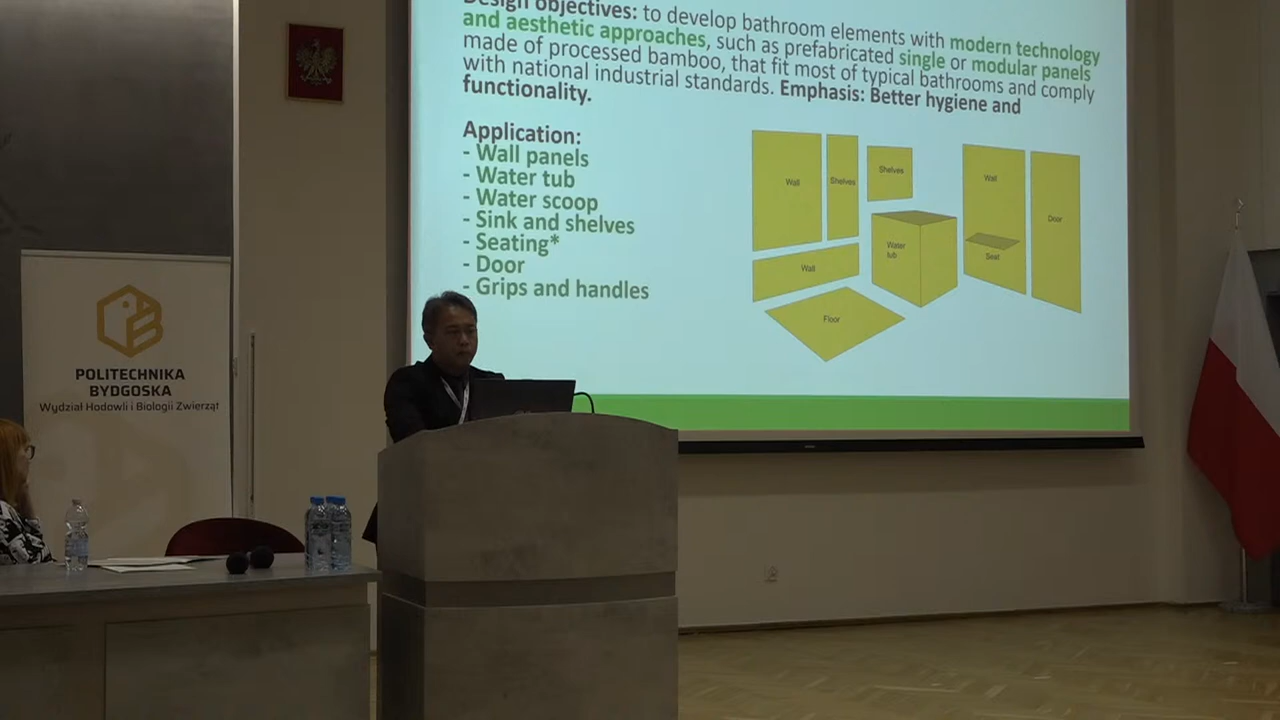 Design objectives: to develop bathroom elements with modern technology
and aesthetic approaches, such as prefabricated single or modular panels
made of processed bamboo, that fit most of typical bathrooms and comply
with national industrial standards. Emphasis: Better hygiene and
functionality.
Application:
- Wall panels
- Water tub
- Water scoop
- Sink and shelves
- Seating*
- Door
- Grips and handles
Wall
Shelves
Shelves
Wall
Door
Water
tub
Seat
Wall
Floor
POLITECHNIKA
BYDGOSKA
Wydział Hodowli i Biologii Zwierząt